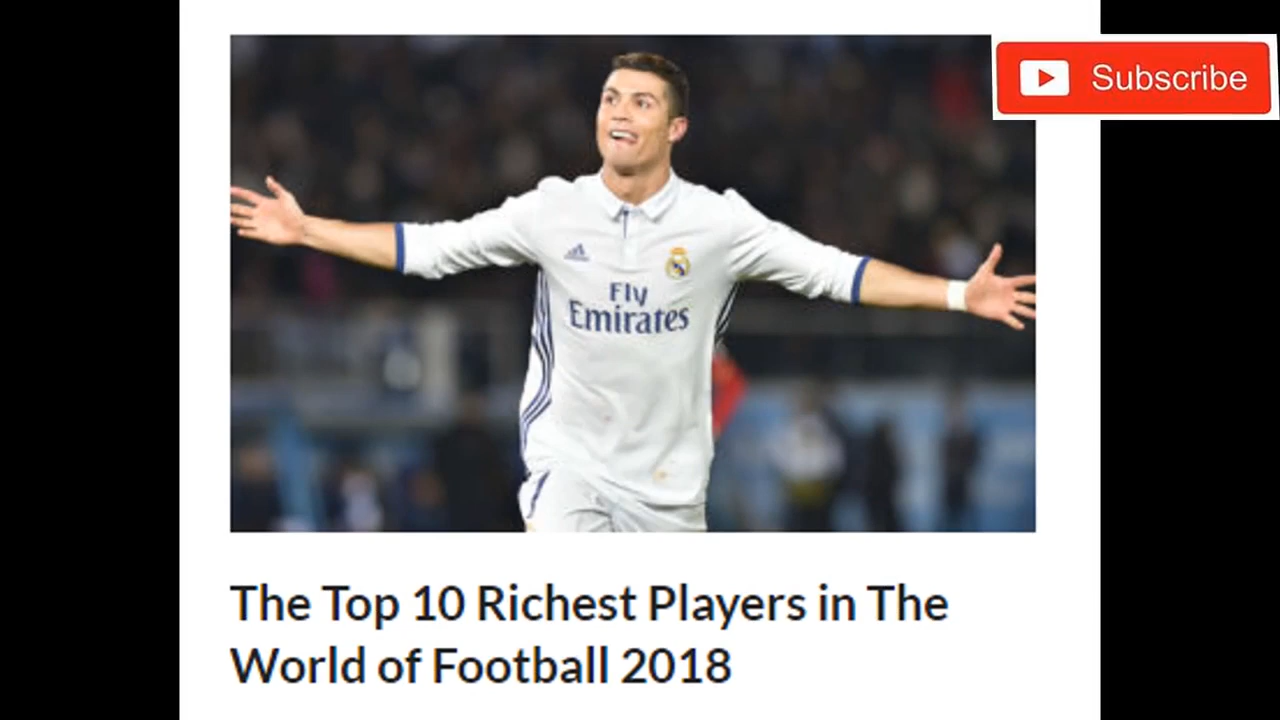 Subscribe
Fly
Emirates
The Top 10 Richest Players in The
World of Football 2018